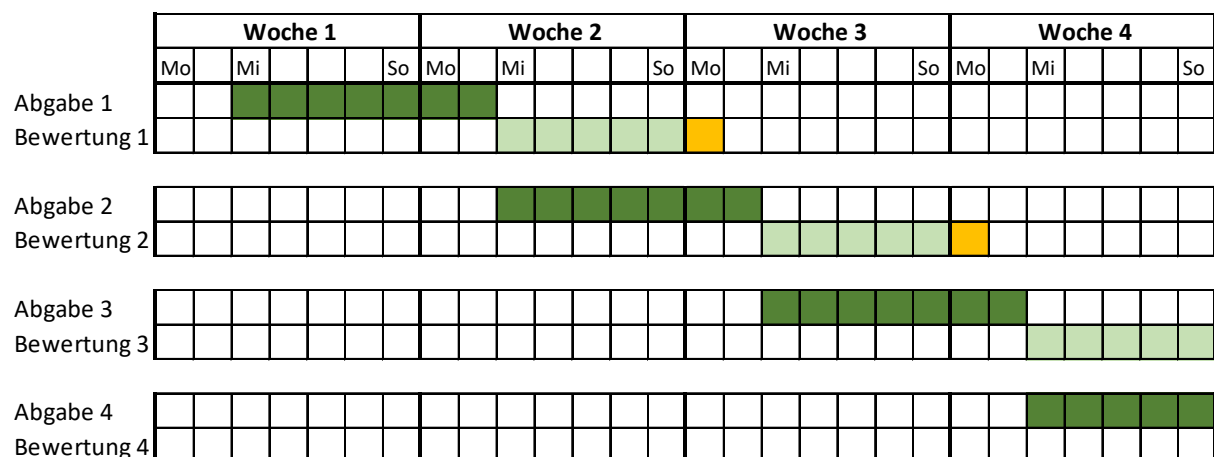 Woche 1 Woche 2 Woche 3 Woche 4
Mo Mi So Mo Mi So Mo Mi So Mo Mi So
Abgabe 1
Bewertung 1
Abgabe 2
Bewertung 2
Abgabe 3
Bewertung 3
Abgabe 4
Bewertung 4